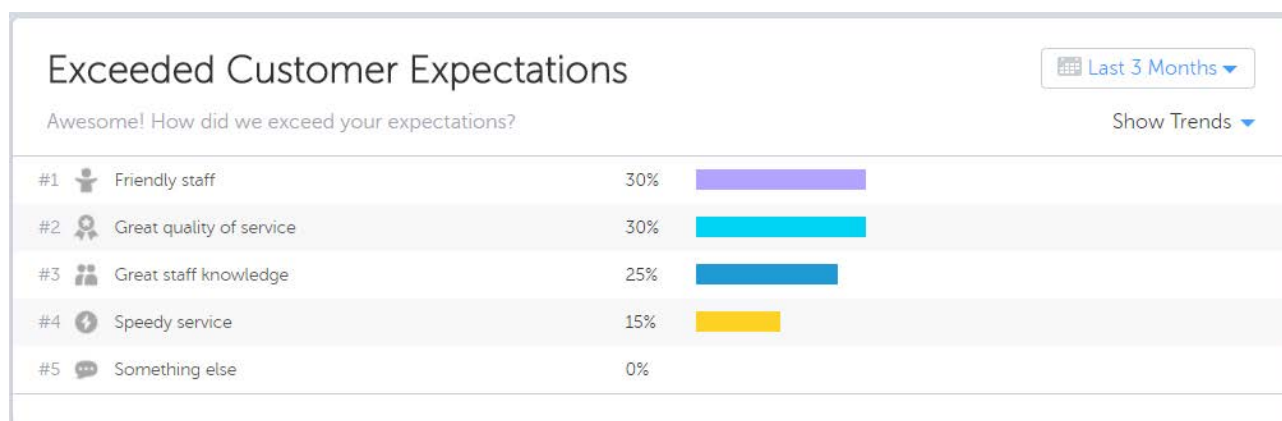 Exceeded Customer Expectations
Last 3 Months
Awesome! How did we exceed your expectations?
Show Trends
#1 Friendly staff 30%
#2 Great quality of service 30%
#3 Great staff knowledge 25%
#4 Speedy service 15%
#5 Something else 0%